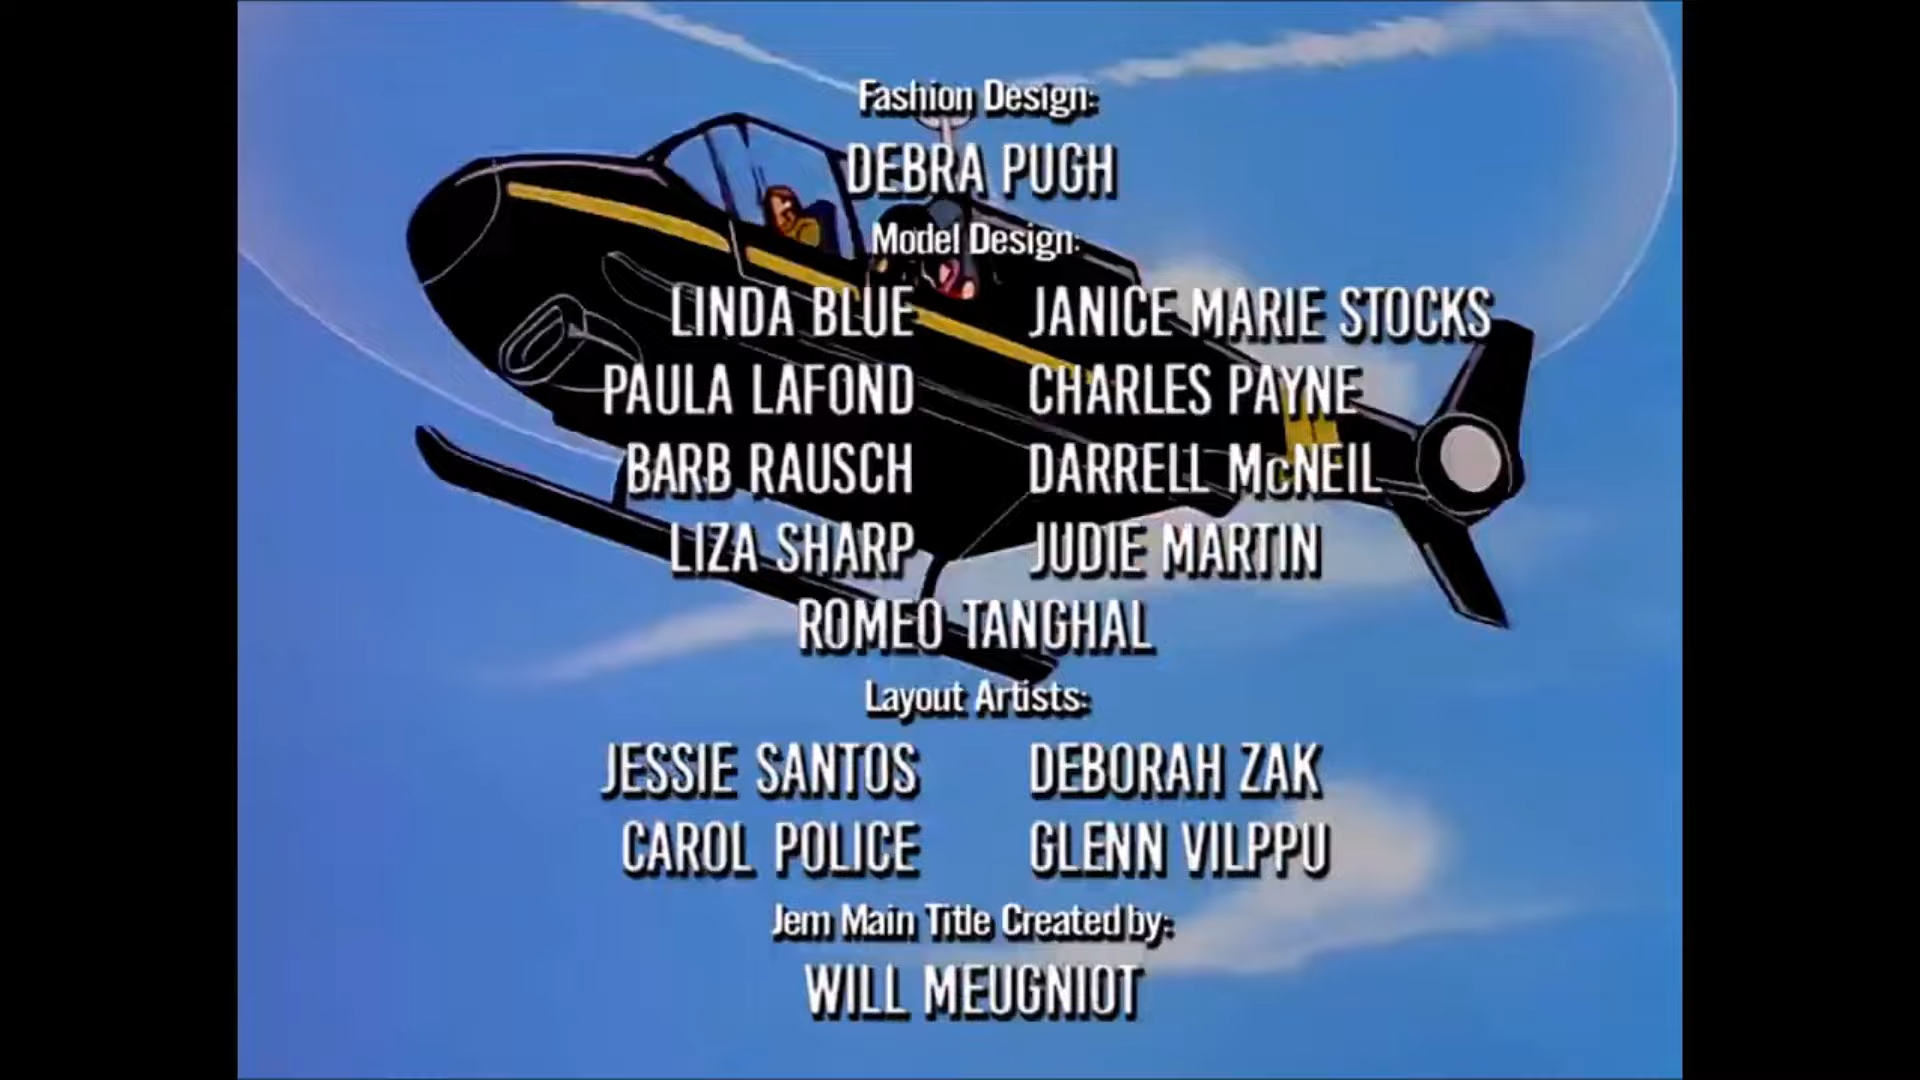 Fashion Design:
DEBRA PUGH
Model Design:
LINDA BLUE JANICE MARIE STOCKS
PAULA LAFOND CHARLES PAYNE
BARB RAUSCH DARRELL McNEIL
LIZA SHARP JUDIE MARTIN
ROMEO TANGHAL
Layout Artists:
JESSIE SANTOS DEBORAH ZAK
CAROL POLICE GLENN VILPPU
Jem Main Title Created by:
WILL MEUGNIOT